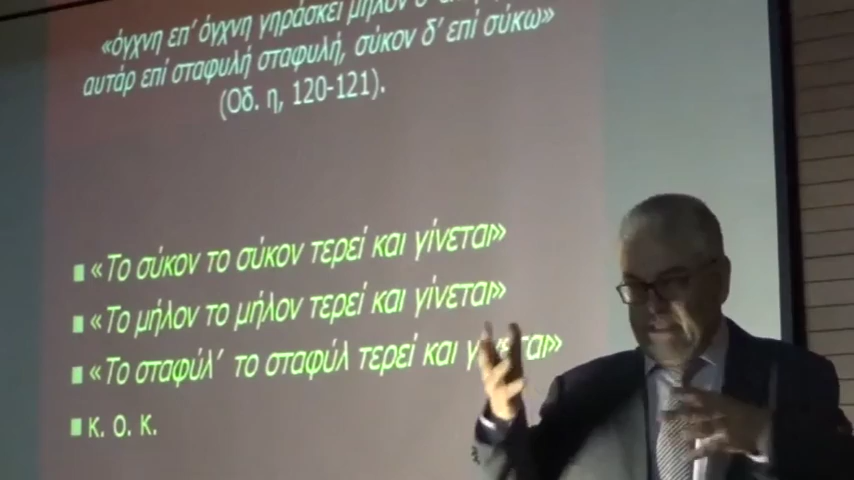 «όγχνη επ' όγχνη γηράσκει μήλον δ'
αυτάρ επί σταφυλή σταφυλή, σύκον δ' επί σύκω»
(Οδ. η, 120-121).
«Το σύκον το σύκον τερεί και γίνεται»
«Το μήλον το μήλον τερεί και γίνεται»
«Το σταφύλ' το σταφύλ τερεί και γίνεται»
κ. ο. κ.